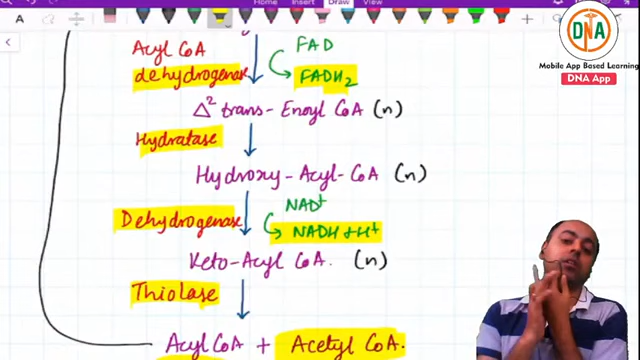 Home Insert Draw View
DNA
Mobile App Based Learning
DNA App
A
Acyl CoA
FAD
dehydrogenase
FADH2
Δ2 trans-Enoyl CoA (n)
Hydratase
Hydroxy-Acyl-CoA (n)
NAD+
Dehydrogenase
NADH+H+
Keto-Acyl CoA. (n)
Thiolase
Acyl CoA + Acetyl CoA.